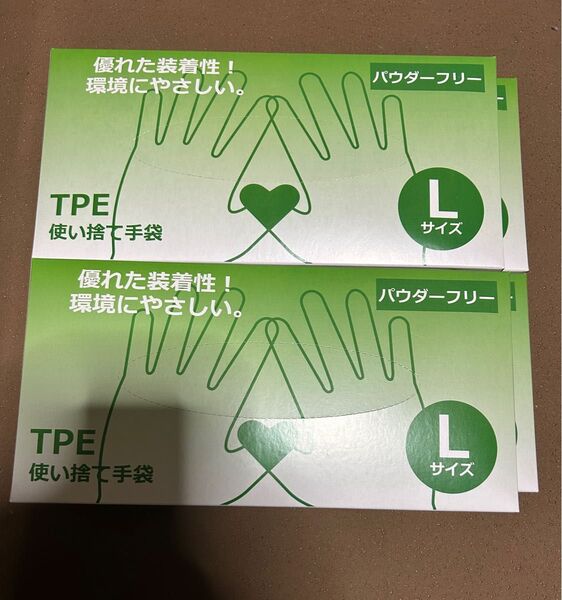 優れた装着性！
環境にやさしい。
パウダーフリー
TPE
使い捨て手袋
L
サイズ
優れた装着性！
環境にやさしい。
パウダーフリー
TPE
使い捨て手袋
L
サイズ